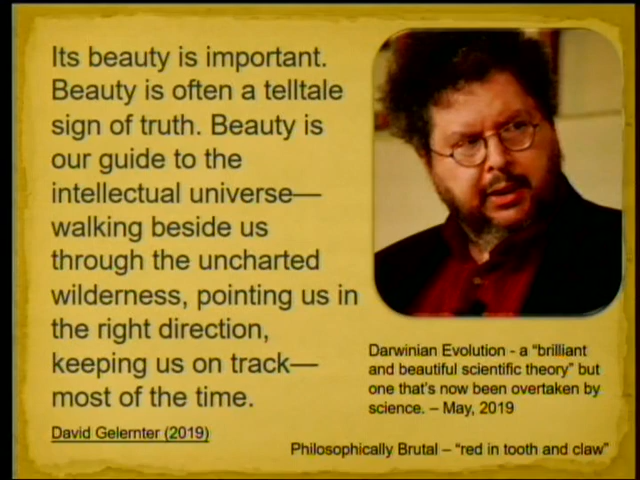 Its beauty is important.
Beauty is often a telltale
sign of truth. Beauty is
our guide to the
intellectual universe—
walking beside us
through the uncharted
wilderness, pointing us in
the right direction,
keeping us on track—
most of the time.
David Gelernter (2019)
Darwinian Evolution - a “brilliant
and beautiful scientific theory” but
one that’s now been overtaken by
science. – May, 2019
Philosophically Brutal – “red in tooth and claw”